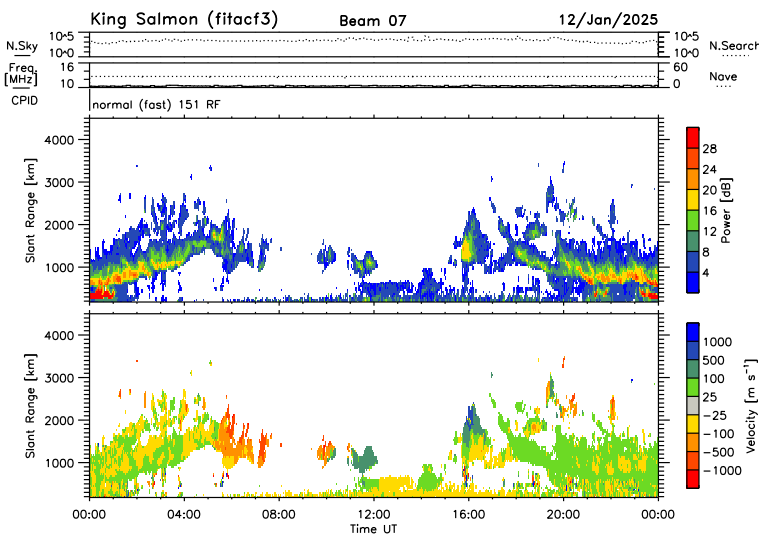 King Salmon (fitacf3) Beam 07 12/Jan/2025
N.Sky 10^5 10^0 10^5 10^0 N.Search
Freq. [MHz] 16 10 60 0 Nave
CPID normal (fast) 151 RF
Slant Range [km] 4000 3000 2000 1000
28 24 20 16 12 8 4 Power [dB]
Slant Range [km] 4000 3000 2000 1000
1000 500 100 25 -25 -100 -500 -1000 Velocity [m s⁻¹]
00:00 04:00 08:00 12:00 16:00 20:00 00:00
Time UT